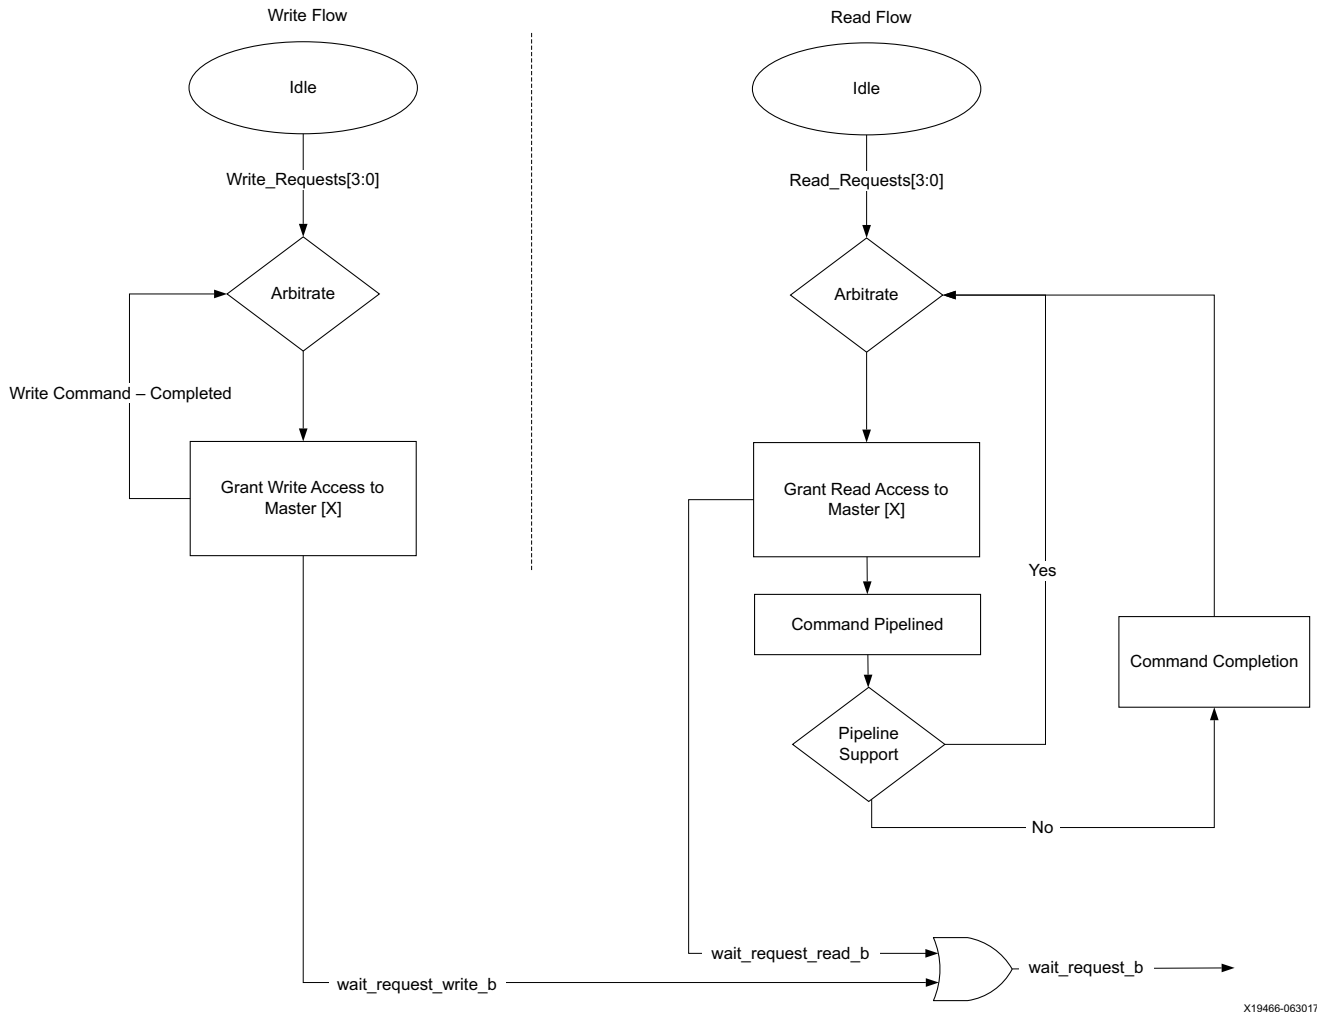 Write Flow
Idle
Write_Requests[3:0]
Arbitrate
Write Command – Completed
Grant Write Access to
Master [X]
Read Flow
Idle
Read_Requests[3:0]
Arbitrate
Grant Read Access to
Master [X]
Command Pipelined
Pipeline
Support
Yes
No
Command Completion
wait_request_read_b
wait_request_write_b
wait_request_b
X19466-063017